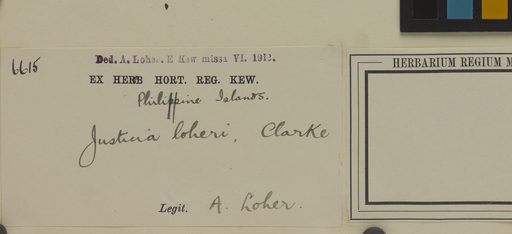 6615
Ded. A. Loher. E Kew missa VI. 1912.
EX HERB HORT. REG. KEW.
Philippine Islands.
Justicia loheri, Clarke
Legit. A. Loher.
HERBARIUM REGIUM M